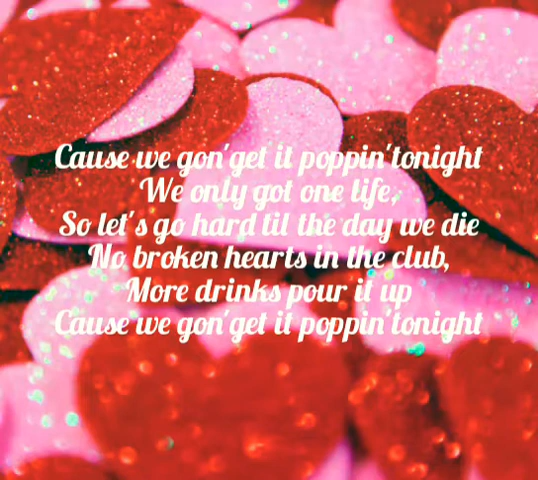 Cause we gon'get it poppin'tonight
We only got one life,
So let's go hard til the day we die
No broken hearts in the club,
More drinks pour it up
Cause we gon'get it poppin'tonight